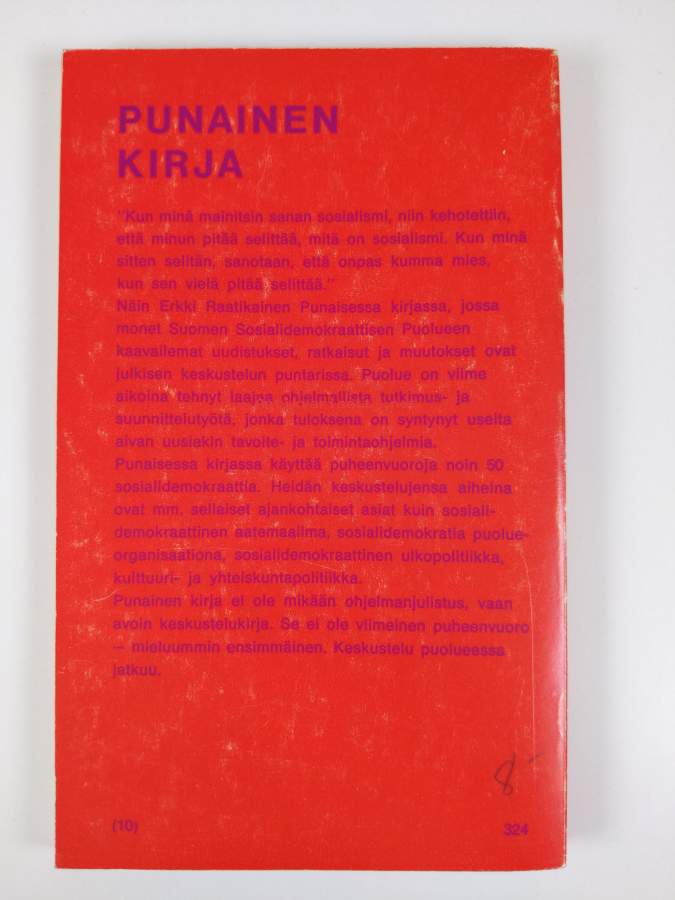 PUNAINEN
KIRJA
"Kun minä mainitsin sanan sosialismi, niin kehotettiin,
että minun pitää selittää, mitä on sosialismi. Kun minä
sitten selitän, sanotaan, että onpas kumma mies,
kun sen vielä pitää selittää."
Näin Erkki Raatikainen Punaisessa kirjassa, jossa
monet Suomen Sosialidemokraattisen Puolueen
kaavailemat uudistukset, ratkaisut ja muutokset ovat
julkisen keskustelun puntarissa. Puolue on viime
aikoina tehnyt laajaa ohjelmallista tutkimus- ja
suunnittelutyötä, jonka tuloksena on syntynyt useita
aivan uusiakin tavoite- ja toimintaohjelmia.
Punaisessa kirjassa käyttää puheenvuoroja noin 50
sosialidemokraattia. Heidän keskustelujensa aiheina
ovat mm. sellaiset ajankohtaiset asiat kuin sosiali-
demokraattinen aatemaailma, sosialidemokratia puolue-
organisaationa, sosialidemokraattinen ulkopolitiikka,
kulttuuri- ja yhteiskuntapolitiikka.
Punainen kirja ei ole mikään ohjelmanjulistus, vaan
avoin keskustelukirja. Se ei ole viimeinen puheenvuoro
— mieluummin ensimmäinen. Keskustelu puolueessa
jatkuu.
8-
(10) 324